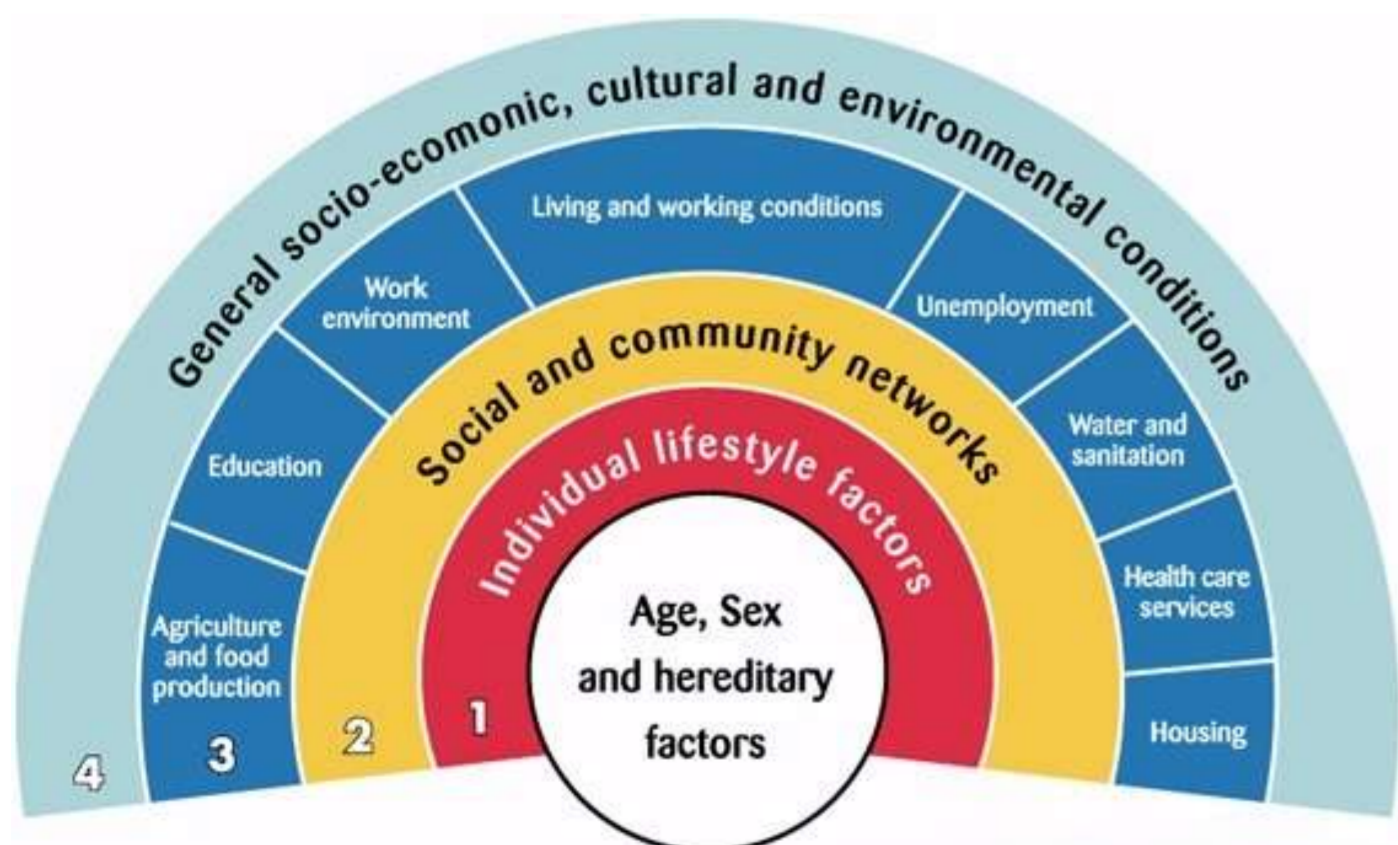 General socio-ecomonic, cultural and environmental conditions
Living and working conditions
Work
environment
Unemployment
Education
Water and
sanitation
Agriculture
and food
production
Health care
services
Housing
Social and community networks
Individual lifestyle factors
Age, Sex
and hereditary
factors
1
2
3
4